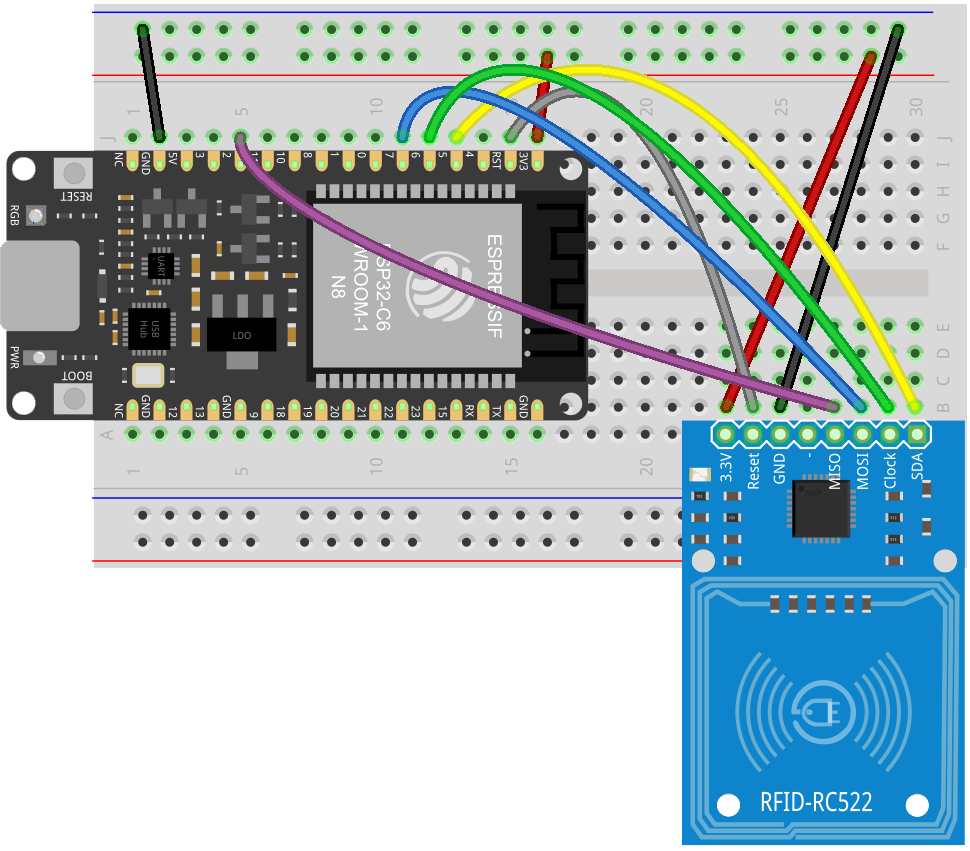 1
5
10
15
20
25
30
J
J
I
H
G
F
E
D
C
B
A
NC
GND
5V
3
2
11
10
8
1
0
7
6
5
4
RST
3V3
RESET
RGB
UART
USB
Hub
LDO
PWR
BOOT
ESPRESSIF
ESP32-C6
WROOM-1
N8
NC
GND
12
13
GND
9
18
19
20
21
22
23
15
RX
TX
GND
1
5
10
15
20
3.3V
Reset
GND
-
MISO
MOSI
Clock
SDA
NXP
RFID-RC522